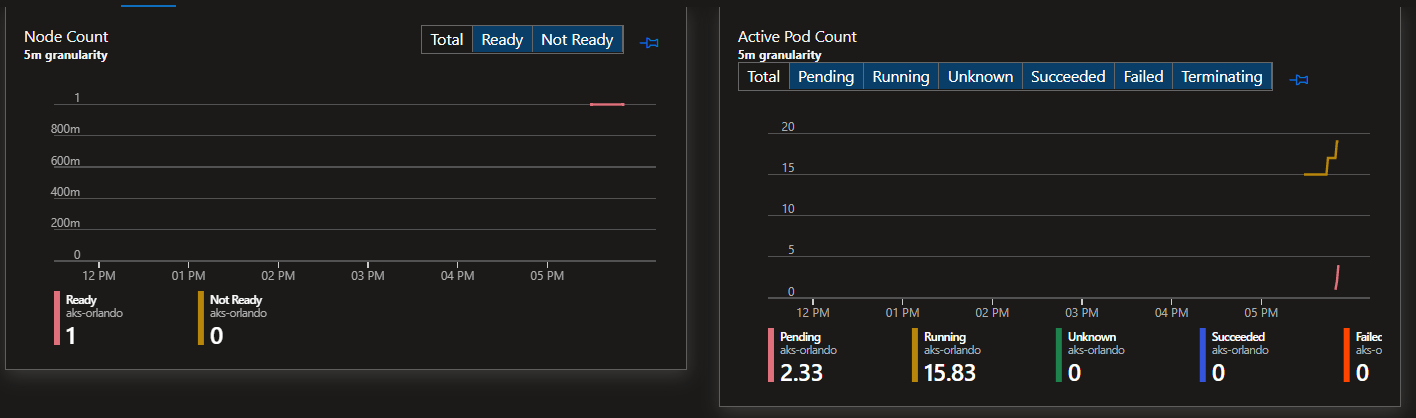 Node Count
5m granularity
Total Ready Not Ready
1
800m
600m
400m
200m
0
12 PM 01 PM 02 PM 03 PM 04 PM 05 PM
Ready
aks-orlando
1
Not Ready
aks-orlando
0
Active Pod Count
5m granularity
Total Pending Running Unknown Succeeded Failed Terminating
20
15
10
5
0
12 PM 01 PM 02 PM 03 PM 04 PM 05 PM
Pending
aks-orlando
2.33
Running
aks-orlando
15.83
Unknown
aks-orlando
0
Succeeded
aks-orlando
0
Failed
aks-o
0